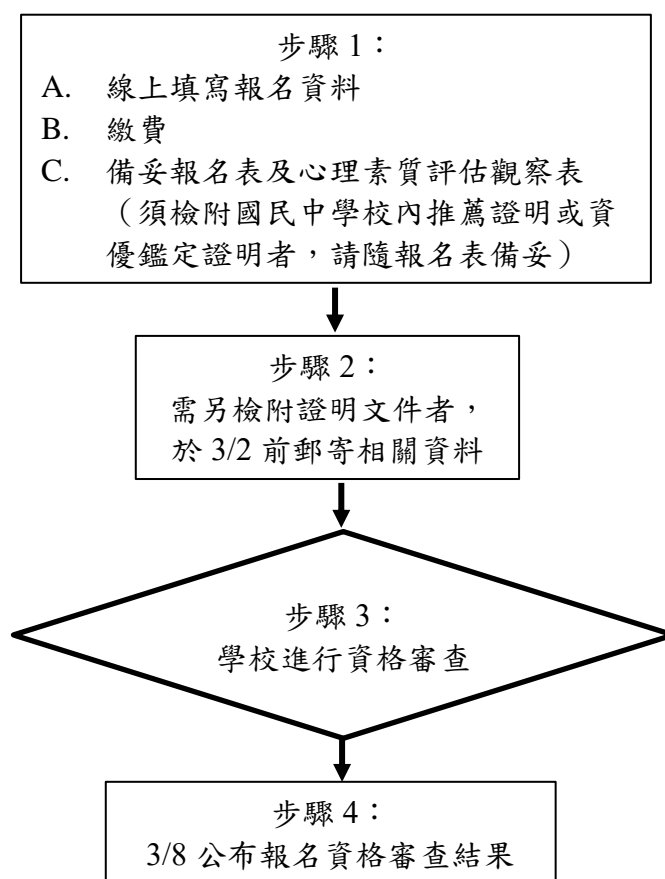 步驟 1：
A. 線上填寫報名資料
B. 繳費
C. 備妥報名表及心理素質評估觀察表
（須檢附國民中學校內推薦證明或資
優鑑定證明者，請隨報名表備妥）
步驟 2：
需另檢附證明文件者，
於 3/2 前郵寄相關資料
步驟 3：
學校進行資格審查
步驟 4：
3/8 公布報名資格審查結果